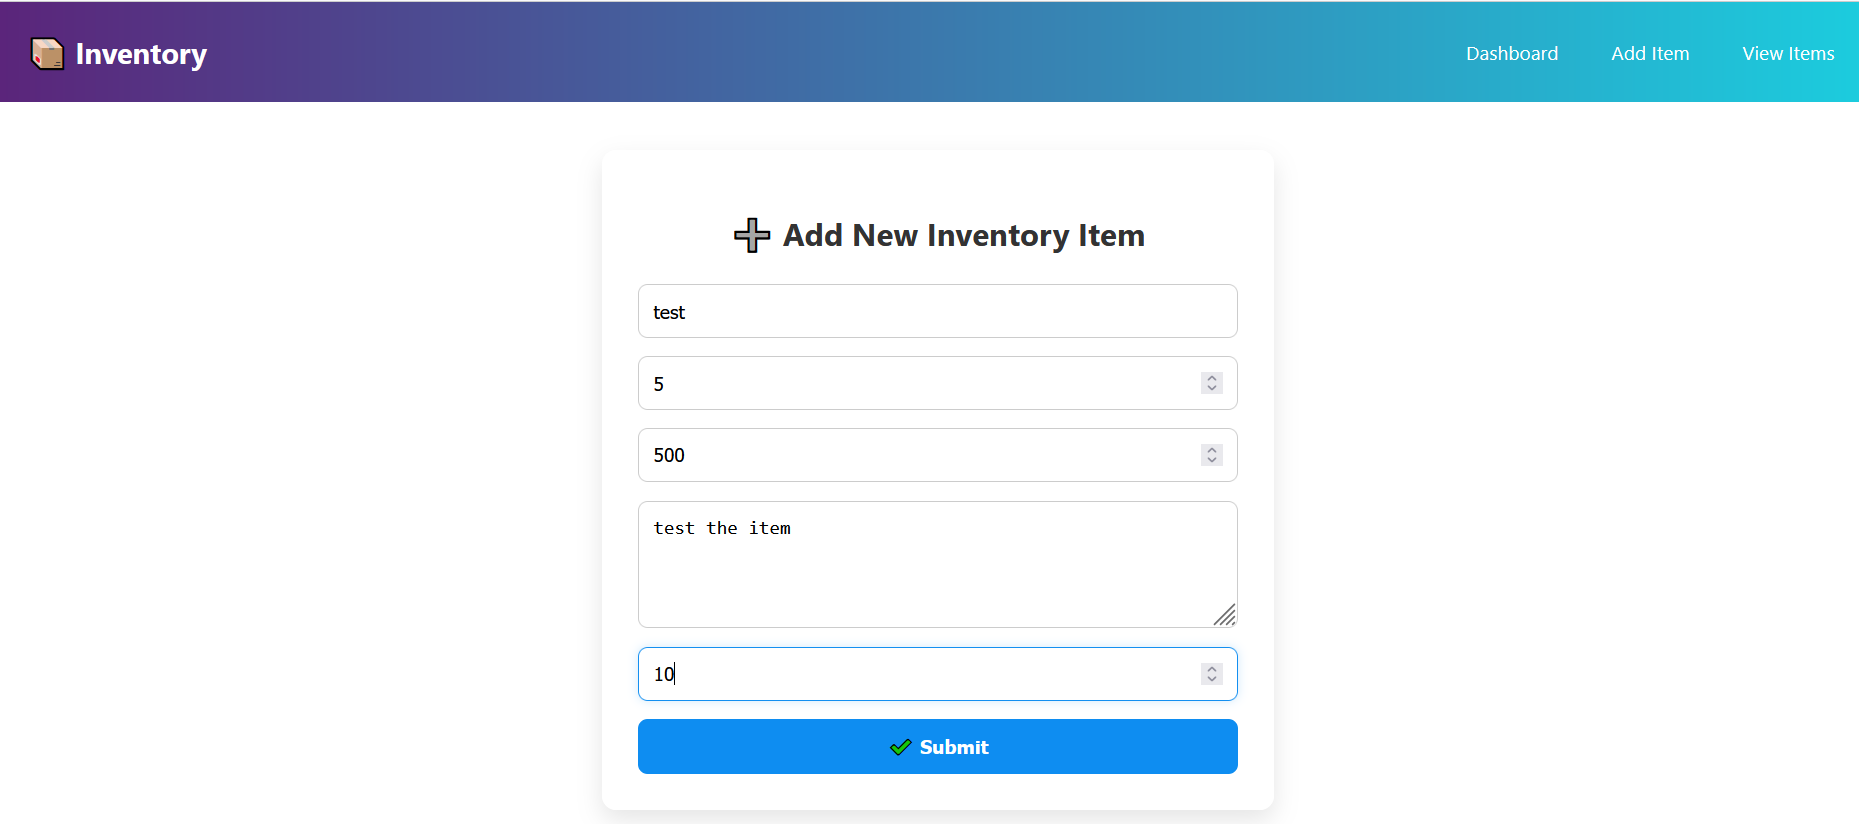 Inventory
Dashboard Add Item View Items
Add New Inventory Item
test
5
500
test the item
10
Submit